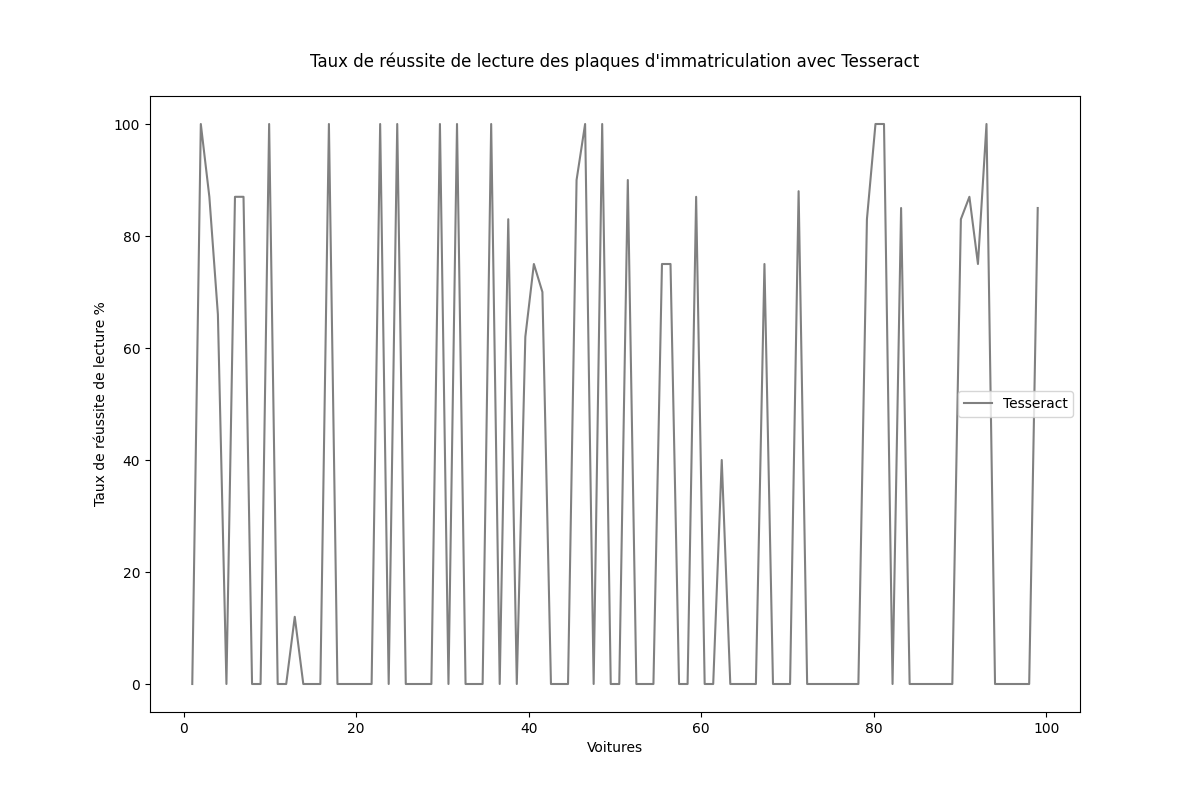 Taux de réussite de lecture des plaques d'immatriculation avec Tesseract
100
80
60
40
20
0
Taux de réussite de lecture %
Tesseract
0 20 40 60 80 100
Voitures